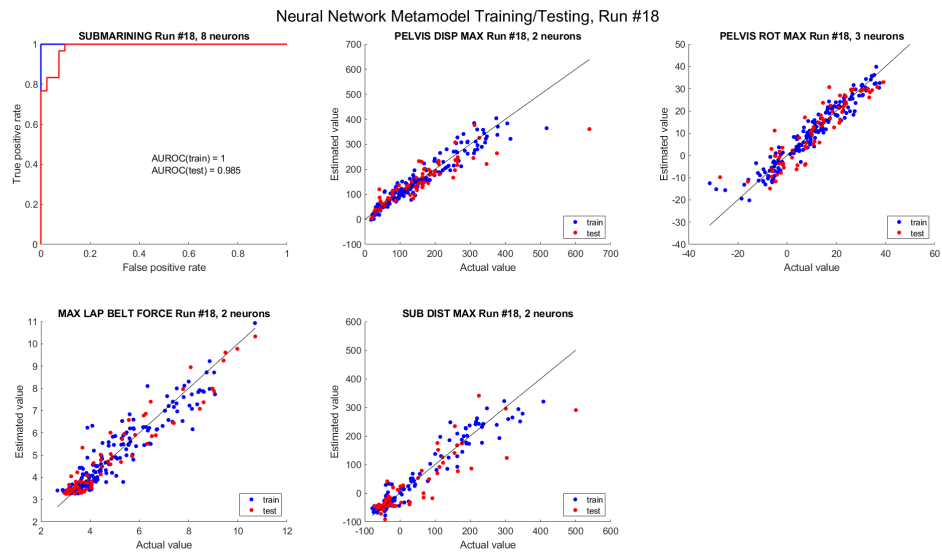 Neural Network Metamodel Training/Testing, Run #18
SUBMARINING Run #18, 8 neurons
True positive rate
1
0.8
0.6
0.4
0.2
0
AUROC(train) = 1
AUROC(test) = 0.985
0 0.2 0.4 0.6 0.8 1
False positive rate
PELVIS DISP MAX Run #18, 2 neurons
Estimated value
700
600
500
400
300
200
100
0
-100
train
test
0 100 200 300 400 500 600 700
Actual value
PELVIS ROT MAX Run #18, 3 neurons
Estimated value
50
40
30
20
10
0
-10
-20
-30
-40
train
test
-40 -20 0 20 40 60
Actual value
MAX LAP BELT FORCE Run #18, 2 neurons
Estimated value
11
10
9
8
7
6
5
4
3
2
train
test
2 4 6 8 10 12
Actual value
SUB DIST MAX Run #18, 2 neurons
Estimated value
600
500
400
300
200
100
0
-100
train
test
-100 0 100 200 300 400 500 600
Actual value